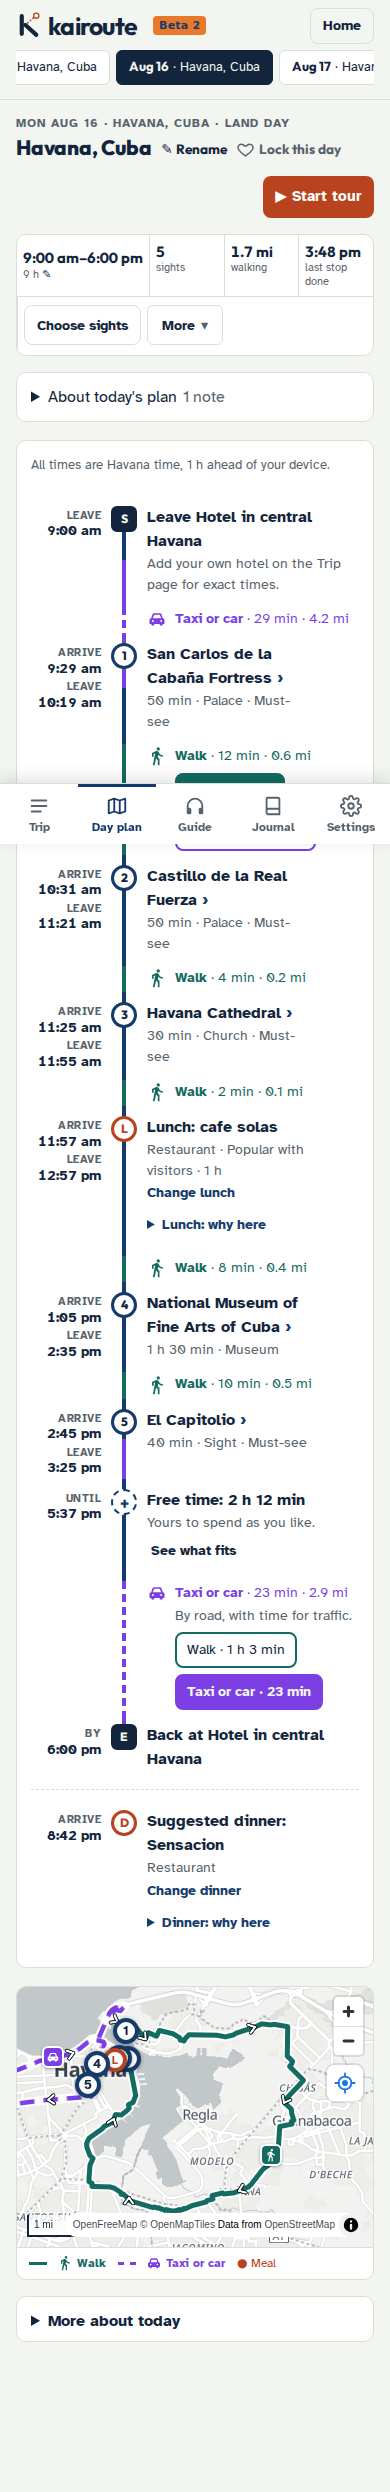 kairoute
Beta 2
Home
Havana, Cuba
Aug 16 · Havana, Cuba
Aug 17 · Havan
MON AUG 16 · HAVANA, CUBA · LAND DAY
Havana, Cuba
✎ Rename
Lock this day
▶ Start tour
9:00 am–6:00 pm
9 h ✎
5
sights
1.7 mi
walking
3:48 pm
last stop
done
Choose sights
More ▼
▶ About today's plan 1 note
All times are Havana time, 1 h ahead of your device.
LEAVE
9:00 am
S
Leave Hotel in central
Havana
Add your own hotel on the Trip
page for exact times.
Taxi or car · 29 min · 4.2 mi
ARRIVE
9:29 am
LEAVE
10:19 am
1
San Carlos de la
Cabaña Fortress ›
50 min · Palace · Must-
see
Walk · 12 min · 0.6 mi
Trip
Day plan
Guide
Journal
Settings
ARRIVE
10:31 am
LEAVE
11:21 am
2
Castillo de la Real
Fuerza ›
50 min · Palace · Must-
see
Walk · 4 min · 0.2 mi
ARRIVE
11:25 am
LEAVE
11:55 am
3
Havana Cathedral ›
30 min · Church · Must-
see
Walk · 2 min · 0.1 mi
ARRIVE
11:57 am
LEAVE
12:57 pm
L
Lunch: cafe solas
Restaurant · Popular with
visitors · 1 h
Change lunch
▶ Lunch: why here
Walk · 8 min · 0.4 mi
ARRIVE
1:05 pm
LEAVE
2:35 pm
4
National Museum of
Fine Arts of Cuba ›
1 h 30 min · Museum
Walk · 10 min · 0.5 mi
ARRIVE
2:45 pm
LEAVE
3:25 pm
5
El Capitolio ›
40 min · Sight · Must-see
UNTIL
5:37 pm
+
Free time: 2 h 12 min
Yours to spend as you like.
See what fits
Taxi or car · 23 min · 2.9 mi
By road, with time for traffic.
Walk · 1 h 3 min
Taxi or car · 23 min
BY
6:00 pm
E
Back at Hotel in central
Havana
ARRIVE
8:42 pm
D
Suggested dinner:
Sensacion
Restaurant
Change dinner
▶ Dinner: why here
+
−
1
4
L
5
Regla
MODELO
D'BECHE
LA JA
1 mi
OpenFreeMap © OpenMapTiles Data from OpenStreetMap
Walk
Taxi or car
Meal
▶ More about today